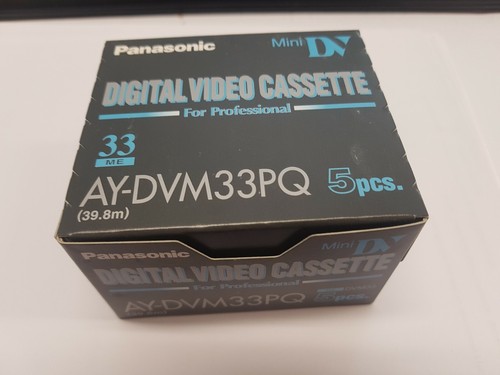 Panasonic
Mini DV
DIGITAL VIDEO CASSETTE
For Professional
33
ME
AY-DVM33PQ 5pcs.
(39.8m)
Panasonic
Mini DV
DIGITAL VIDEO CASSETTE
For Professional
AY-DVM33PQ 5pcs.